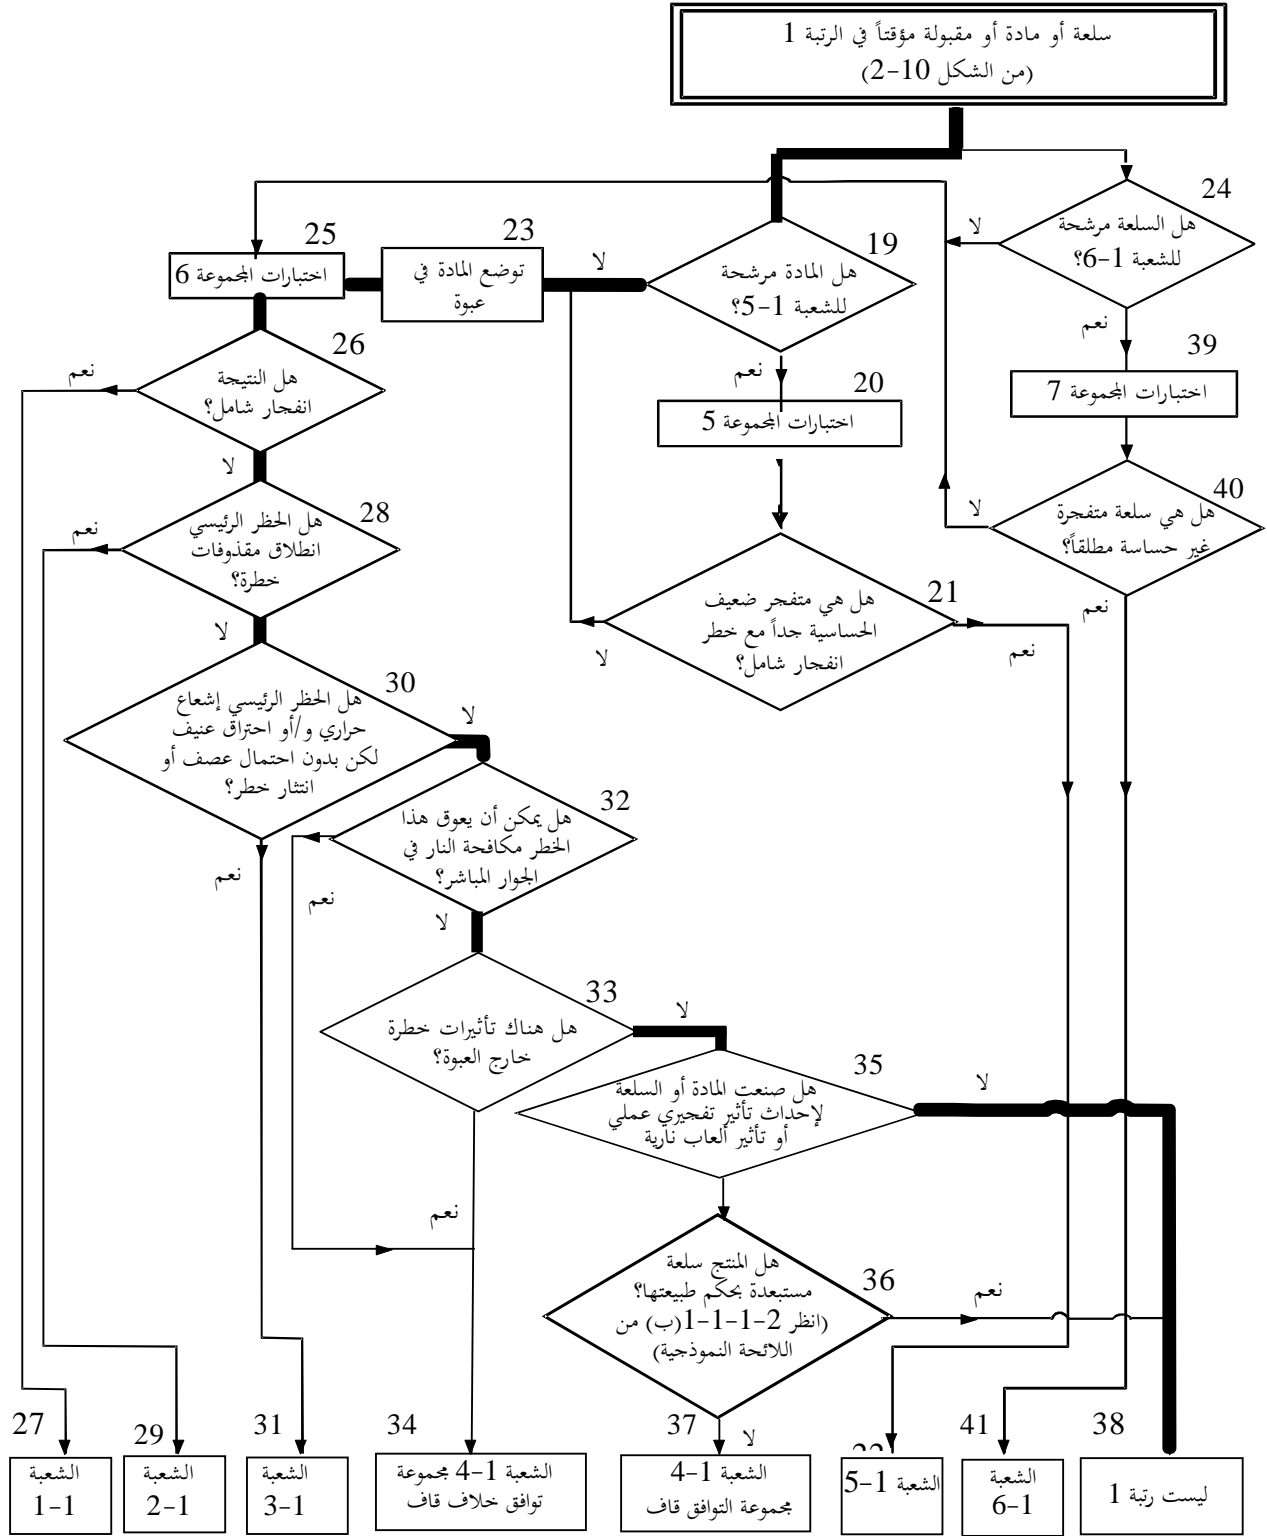 سلعة أو مادة أو مقبولة مؤقتاً في الرتبة 1
(من الشكل 10-2)
24
هل السلعة مرشحة
للشعبة 1-6؟
لا
نعم
19
هل المادة مرشحة
للشعبة 1-5؟
لا
نعم
23
توضع المادة في
عبوة
25
اختبارات المجموعة 6
26
هل النتيجة
انفجار شامل؟
نعم
لا
20
اختبارات المجموعة 5
39
اختبارات المجموعة 7
40
هل هي سلعة متفجرة
غير حساسة مطلقاً؟
لا
نعم
28
هل الحظر الرئيسي
انطلاق مقذوفات
خطرة؟
نعم
لا
21
هل هي متفجر ضعيف
الحساسية جداً مع خطر
انفجار شامل؟
لا
نعم
30
هل الحظر الرئيسي إشعاع
حراري و/أو احتراق عنيف
لكن بدون احتمال عصف أو
انتثار خطر؟
لا
نعم
32
هل يمكن أن يعوق هذا
الخطر مكافحة النار في
الجوار المباشر؟
نعم
لا
33
هل هناك تأثيرات خطرة
خارج العبوة؟
لا
نعم
35
هل صنعت المادة أو السلعة
لإحداث تأثير تفجيري عملي
أو تأثير ألعاب نارية
لا
36
هل المنتج سلعة
مستبعدة بحكم طبيعتها؟
(انظر 2-1-1-1(ب) من
اللائحة النموذجية)
نعم
لا
27
الشعبة
1-1
29
الشعبة
2-1
31
الشعبة
3-1
34
الشعبة 1-4 مجموعة
توافق خلاف قاف
37
الشعبة 1-4
مجموعة التوافق قاف
الشعبة 1-5
41
الشعبة
6-1
38
ليست رتبة 1